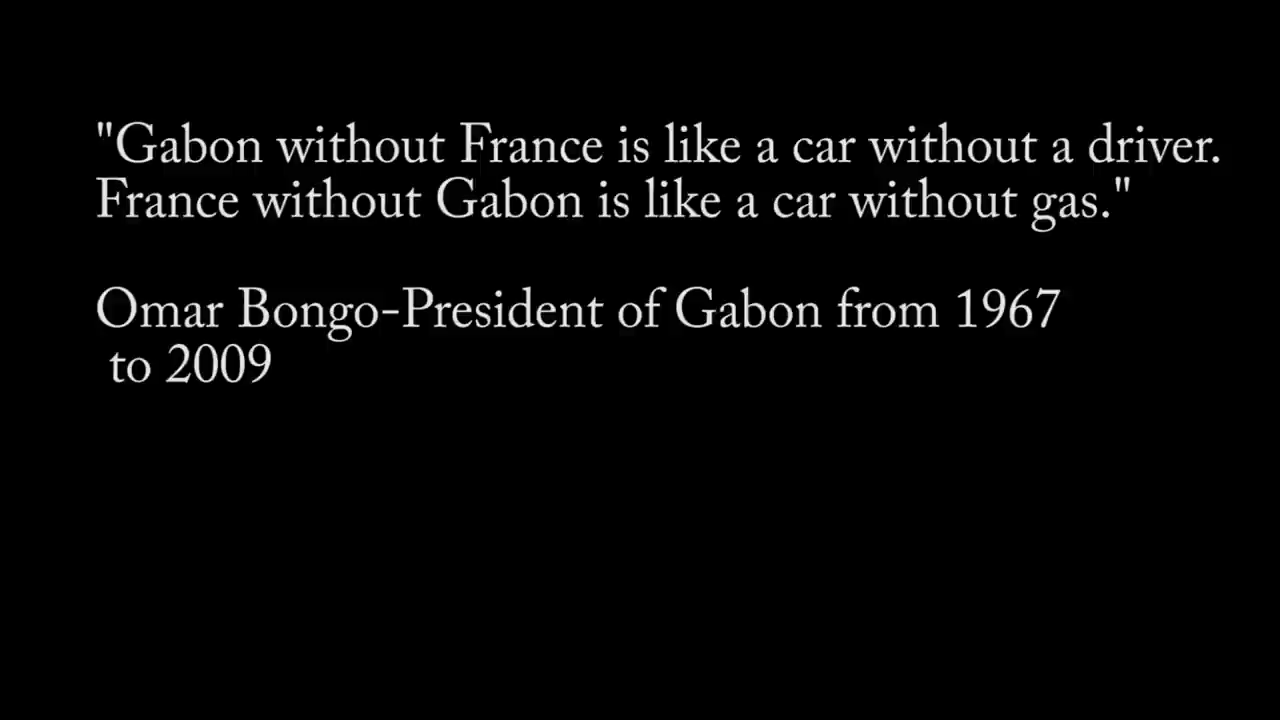 "Gabon without France is like a car without a driver.
France without Gabon is like a car without gas."
Omar Bongo-President of Gabon from 1967
to 2009